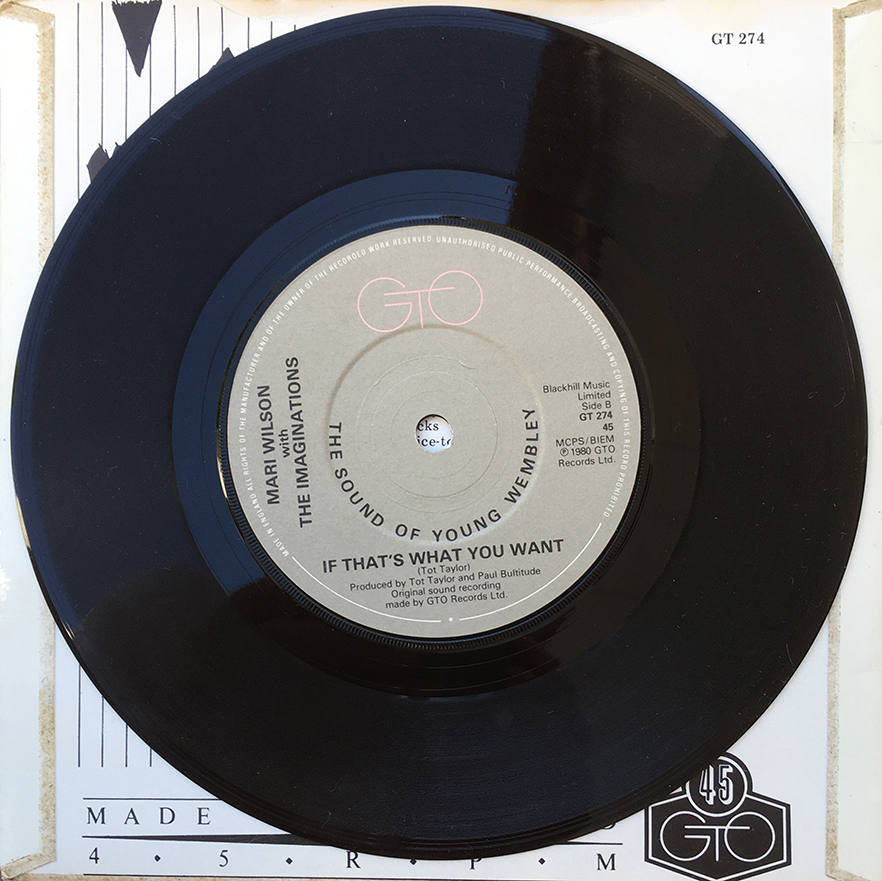 GT 274
MADE IN ENGLAND ALL RIGHTS OF THE MANUFACTURER AND OF THE OWNER OF THE RECORDED WORK RESERVED. UNAUTHORISED PUBLIC PERFORMANCE BROADCASTING AND COPYING OF THIS RECORD PROHIBITED
GTO
MARI WILSON
with
THE IMAGINATIONS
Blackhill Music
Limited
Side B
GT 274
45
MCPS/BIEM
℗ 1980 GTO
Records Ltd.
THE SOUND OF YOUNG WEMBLEY
IF THAT'S WHAT YOU WANT
(Tot Taylor)
Produced by Tot Taylor and Paul Bultitude
Original sound recording
made by GTO Records Ltd.
MADE
4 5 R P M
45
GTO